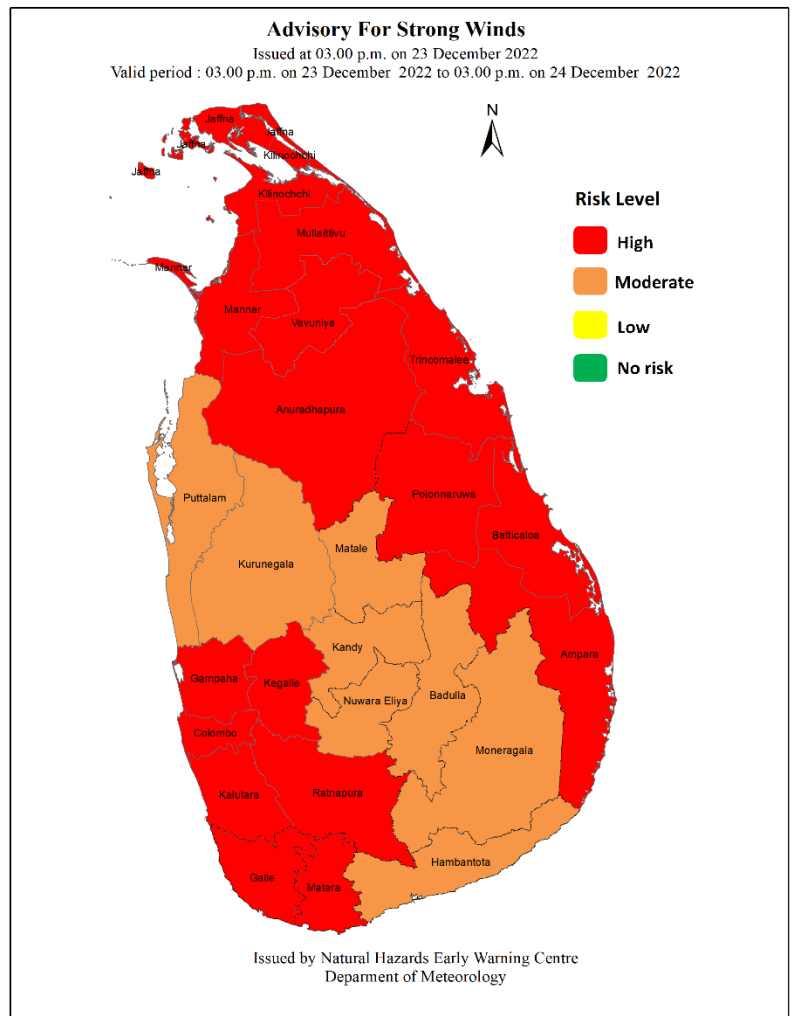 Advisory For Strong Winds
Issued at 03.00 p.m. on 23 December 2022
Valid period : 03.00 p.m. on 23 December 2022 to 03.00 p.m. on 24 December 2022
N
Jaffna
Jaffna
Jaffna
Kilinochchi
Jaffna
Kilinochchi
Risk Level
High
Moderate
Low
No risk
Mullaittivu
Mannar
Mannar
Vavuniya
Trincomalee
Anuradhapura
Puttalam
Polonnaruwa
Kurunegala
Matale
Batticaloa
Kandy
Ampara
Gampaha
Kegalle
Nuwara Eliya
Badulla
Colombo
Moneragala
Kalutara
Ratnapura
Hambantota
Galle
Matara
Issued by Natural Hazards Early Warning Centre
Deparment of Meteorology